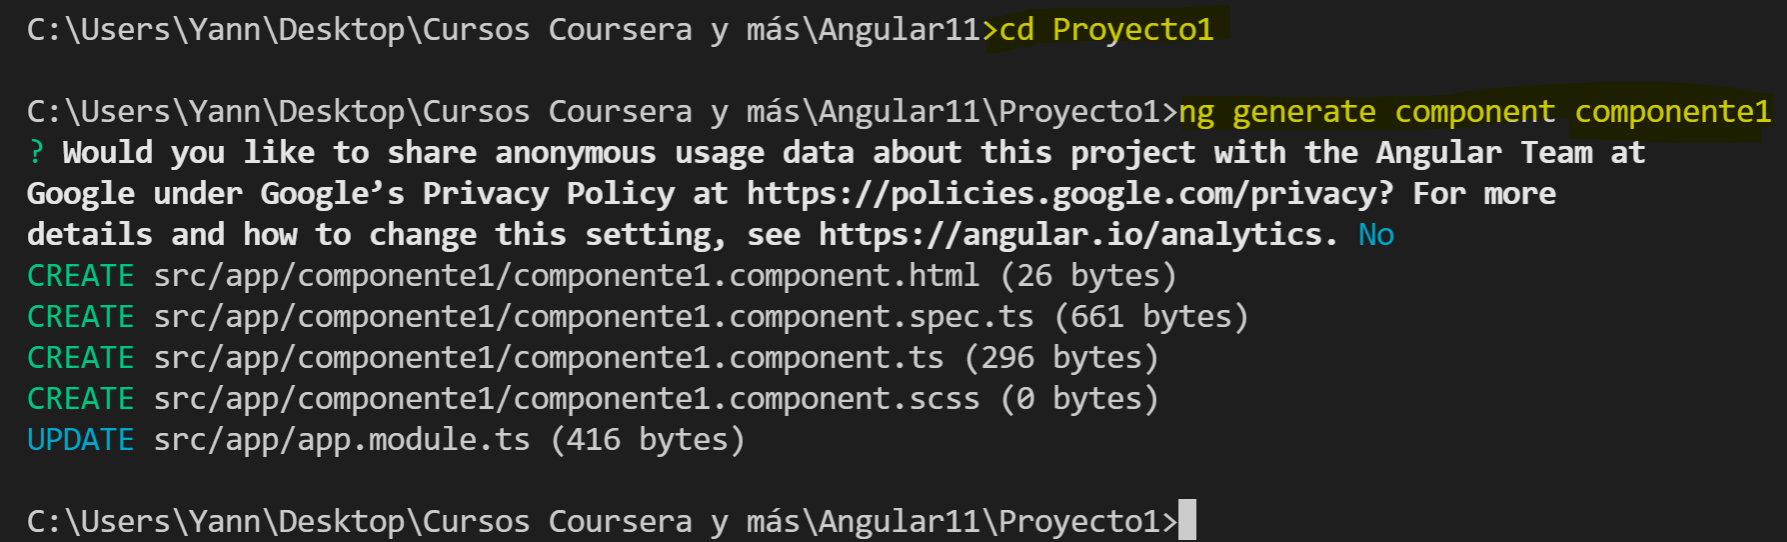 C:\Users\Yann\Desktop\Cursos Coursera y más\Angular11>cd Proyecto1
C:\Users\Yann\Desktop\Cursos Coursera y más\Angular11\Proyecto1>ng generate component componente1
? Would you like to share anonymous usage data about this project with the Angular Team at
Google under Google’s Privacy Policy at https://policies.google.com/privacy? For more
details and how to change this setting, see https://angular.io/analytics. No
CREATE src/app/componente1/componente1.component.html (26 bytes)
CREATE src/app/componente1/componente1.component.spec.ts (661 bytes)
CREATE src/app/componente1/componente1.component.ts (296 bytes)
CREATE src/app/componente1/componente1.component.scss (0 bytes)
UPDATE src/app/app.module.ts (416 bytes)
C:\Users\Yann\Desktop\Cursos Coursera y más\Angular11\Proyecto1>